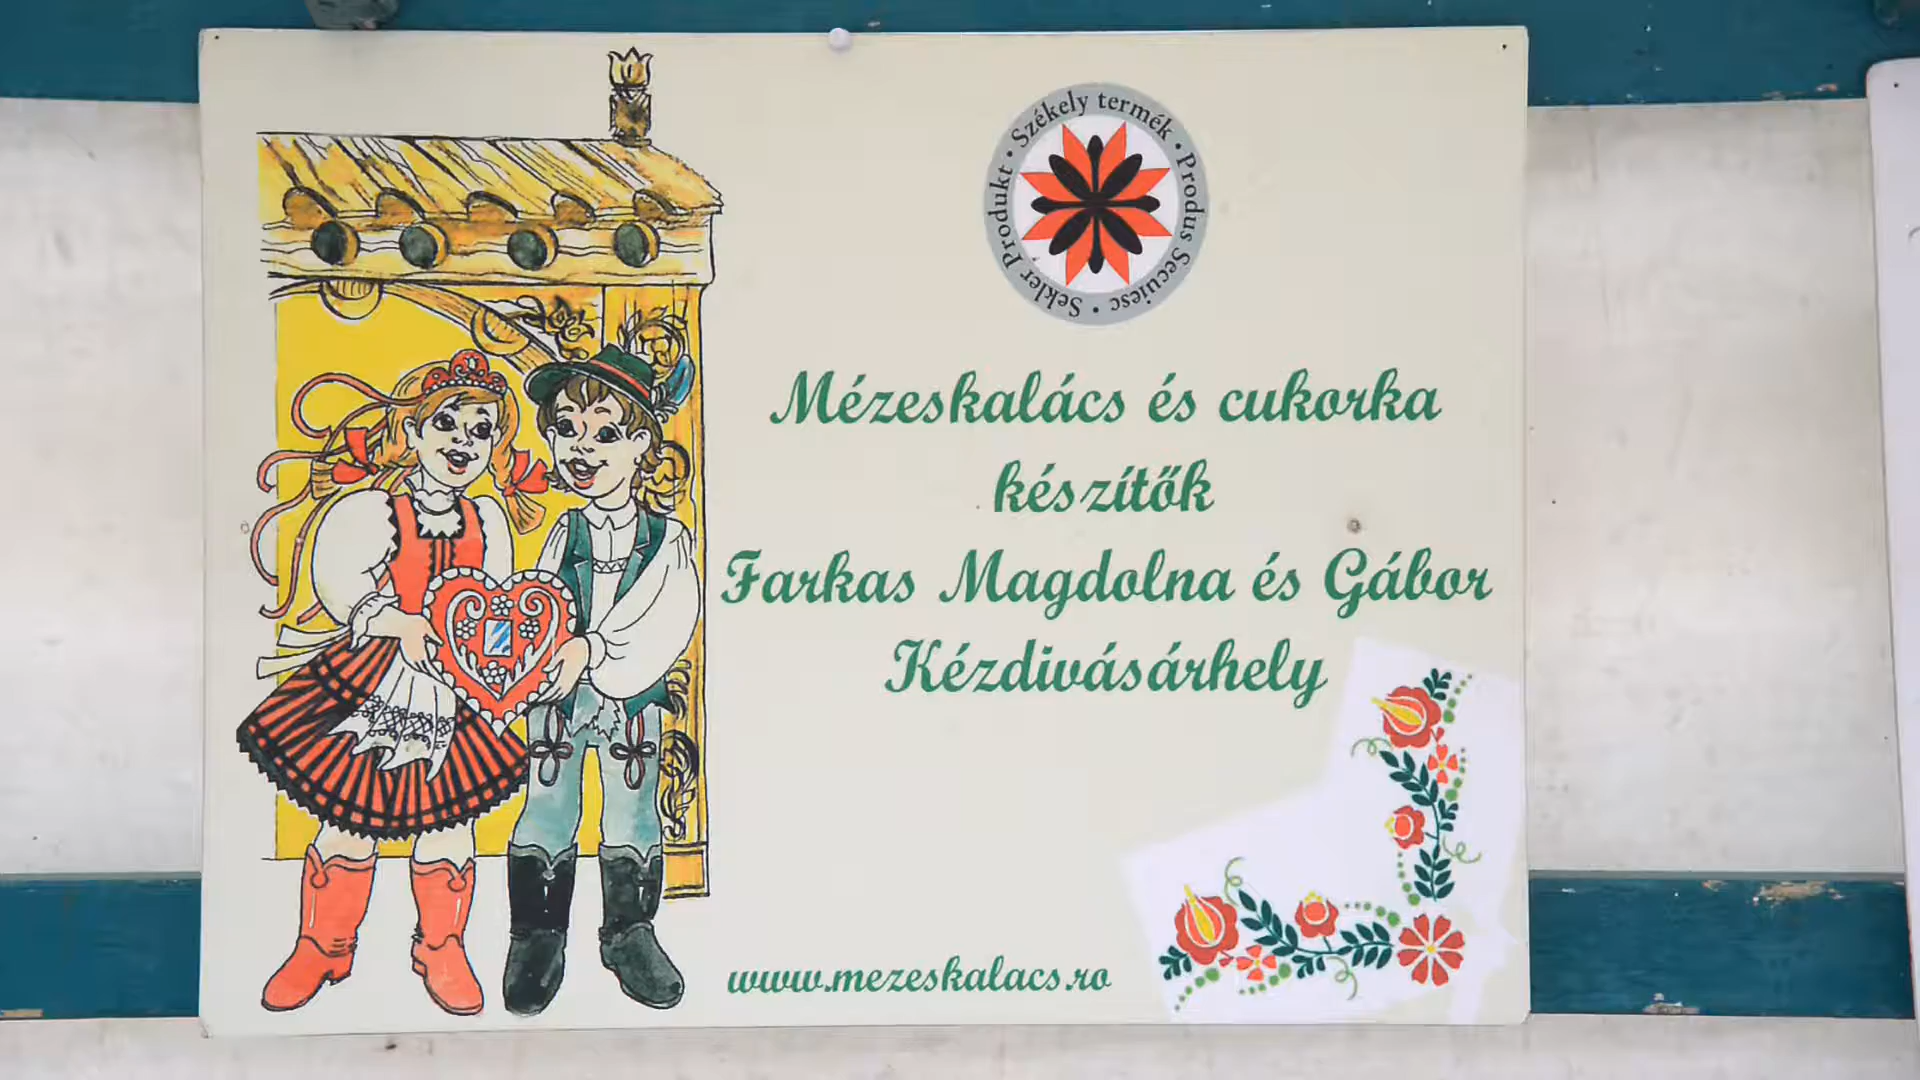 Székely termék • Produs Secuiesc • Sekler Produkt •
Mézeskalács és cukorka
készítők
Farkas Magdolna és Gábor
Kézdivásárhely
www.mezeskalacs.ro